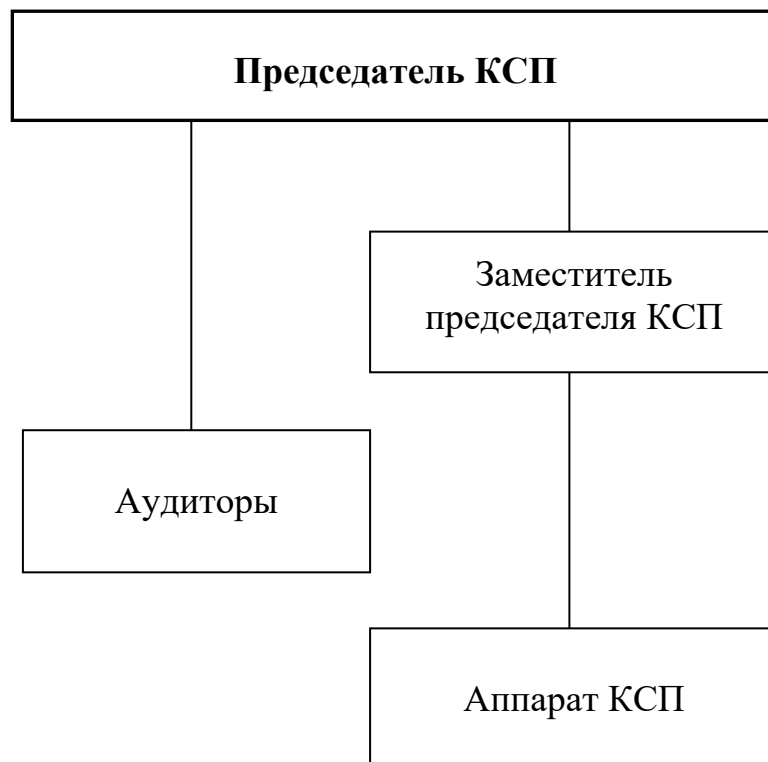 Председатель КСП
Заместитель
председателя КСП
Аудиторы
Аппарат КСП